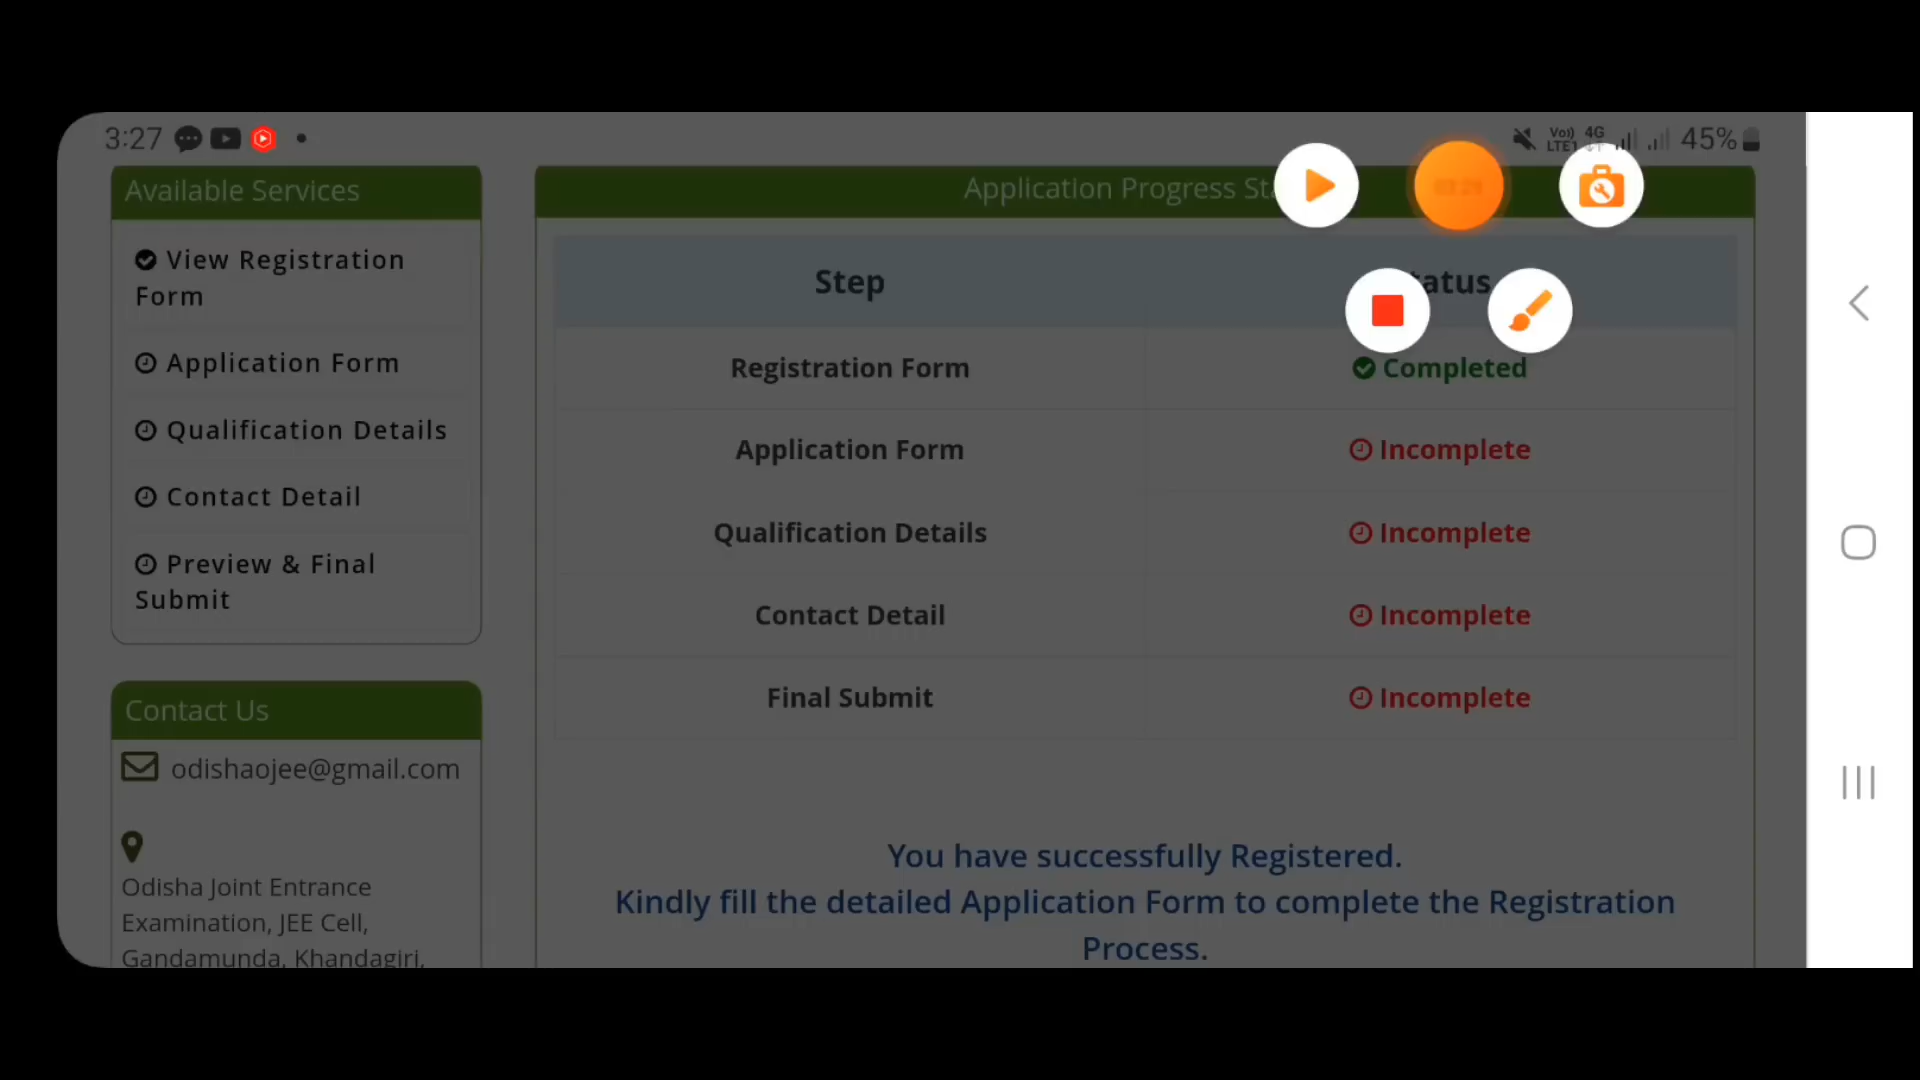 3:27
Vol) 4G
LTE1
45%
Available Services
Application Progress
View Registration
Form
Application Form
Qualification Details
Contact Detail
Preview & Final
Submit
Step
Registration Form Completed
Application Form Incomplete
Qualification Details Incomplete
Contact Detail Incomplete
Final Submit Incomplete
Contact Us
odishaojee@gmail.com
Odisha Joint Entrance
Examination, JEE Cell,
Gandamunda, Khandagiri,
You have successfully Registered.
Kindly fill the detailed Application Form to complete the Registration
Process.